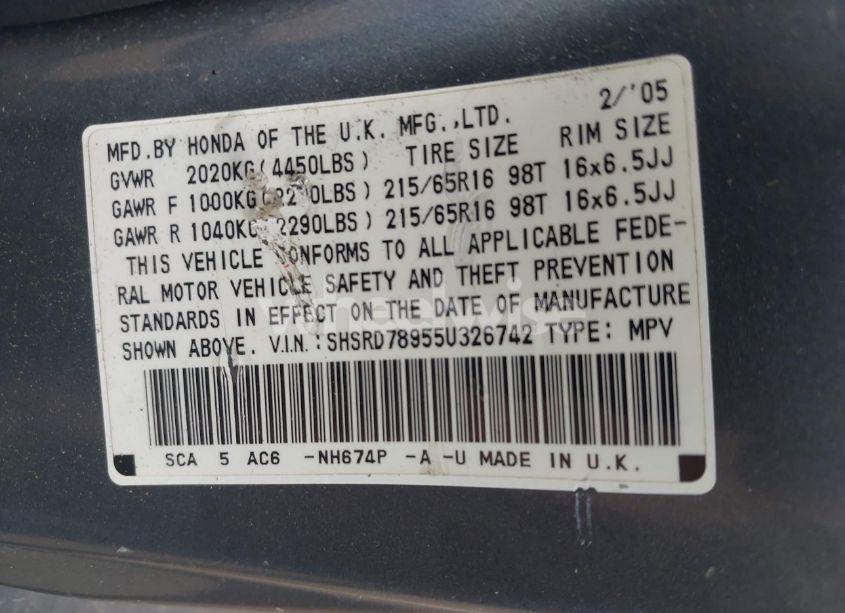 2/'05
MFD.BY HONDA OF THE U.K. MFG.,LTD.
GVWR 2020KG(4450LBS) TIRE SIZE RIM SIZE
GAWR F 1000KG( LBS) 215/65R16 98T 16x6.5JJ
GAWR R 1040KG( 2290LBS) 215/65R16 98T 16x6.5JJ
THIS VEHICLE CONFORMS TO ALL APPLICABLE FEDE-
RAL MOTOR VEHICLE SAFETY AND THEFT PREVENTION
STANDARDS IN EFFECT ON THE DATE OF MANUFACTURE
SHOWN ABOVE. V.I.N.:SHSRD78955U326742 TYPE: MPV
SCA 5 AC6 -NH674P -A -U MADE IN U.K.